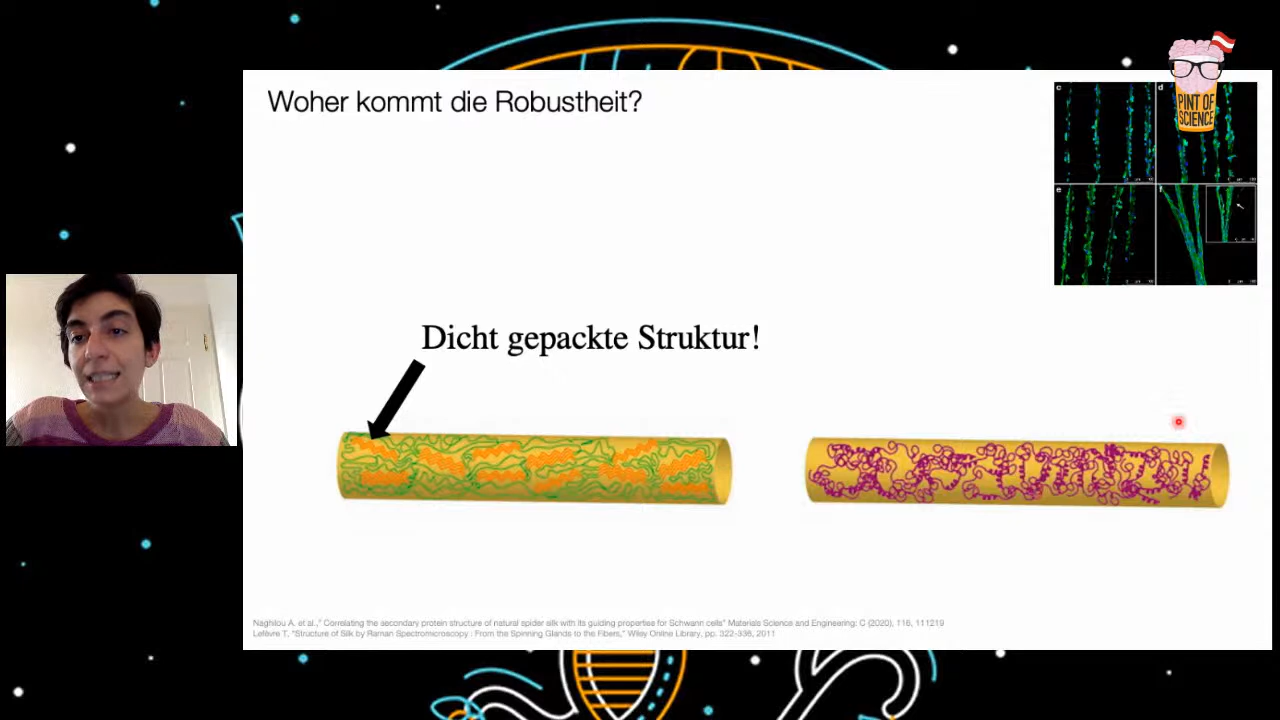 Woher kommt die Robustheit?
c
d
PINT OF
SCIENCE
e
f
Dicht gepackte Struktur!
Naghilou A. et.al.," Correlating the secondary protein structure of natural spider silk with its guiding properties for Schwann cells" Materials Science and Engineering: C (2020), 116, 111219
Lefèvre T, "Structure of Silk by Raman Spectromicroscopy : From the Spinning Glands to the Fibers," Wiley Online Library, pp. 322-336, 2011